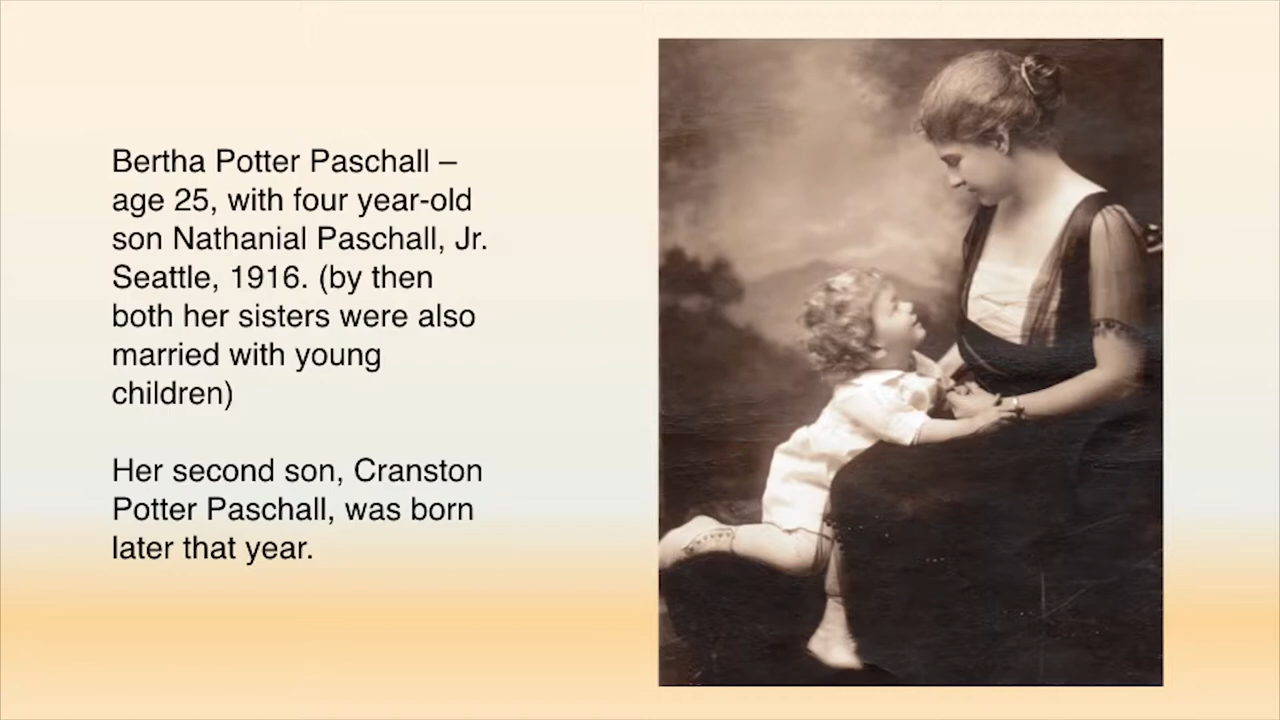 Bertha Potter Paschall –
age 25, with four year-old
son Nathanial Paschall, Jr.
Seattle, 1916. (by then
both her sisters were also
married with young
children)
Her second son, Cranston
Potter Paschall, was born
later that year.